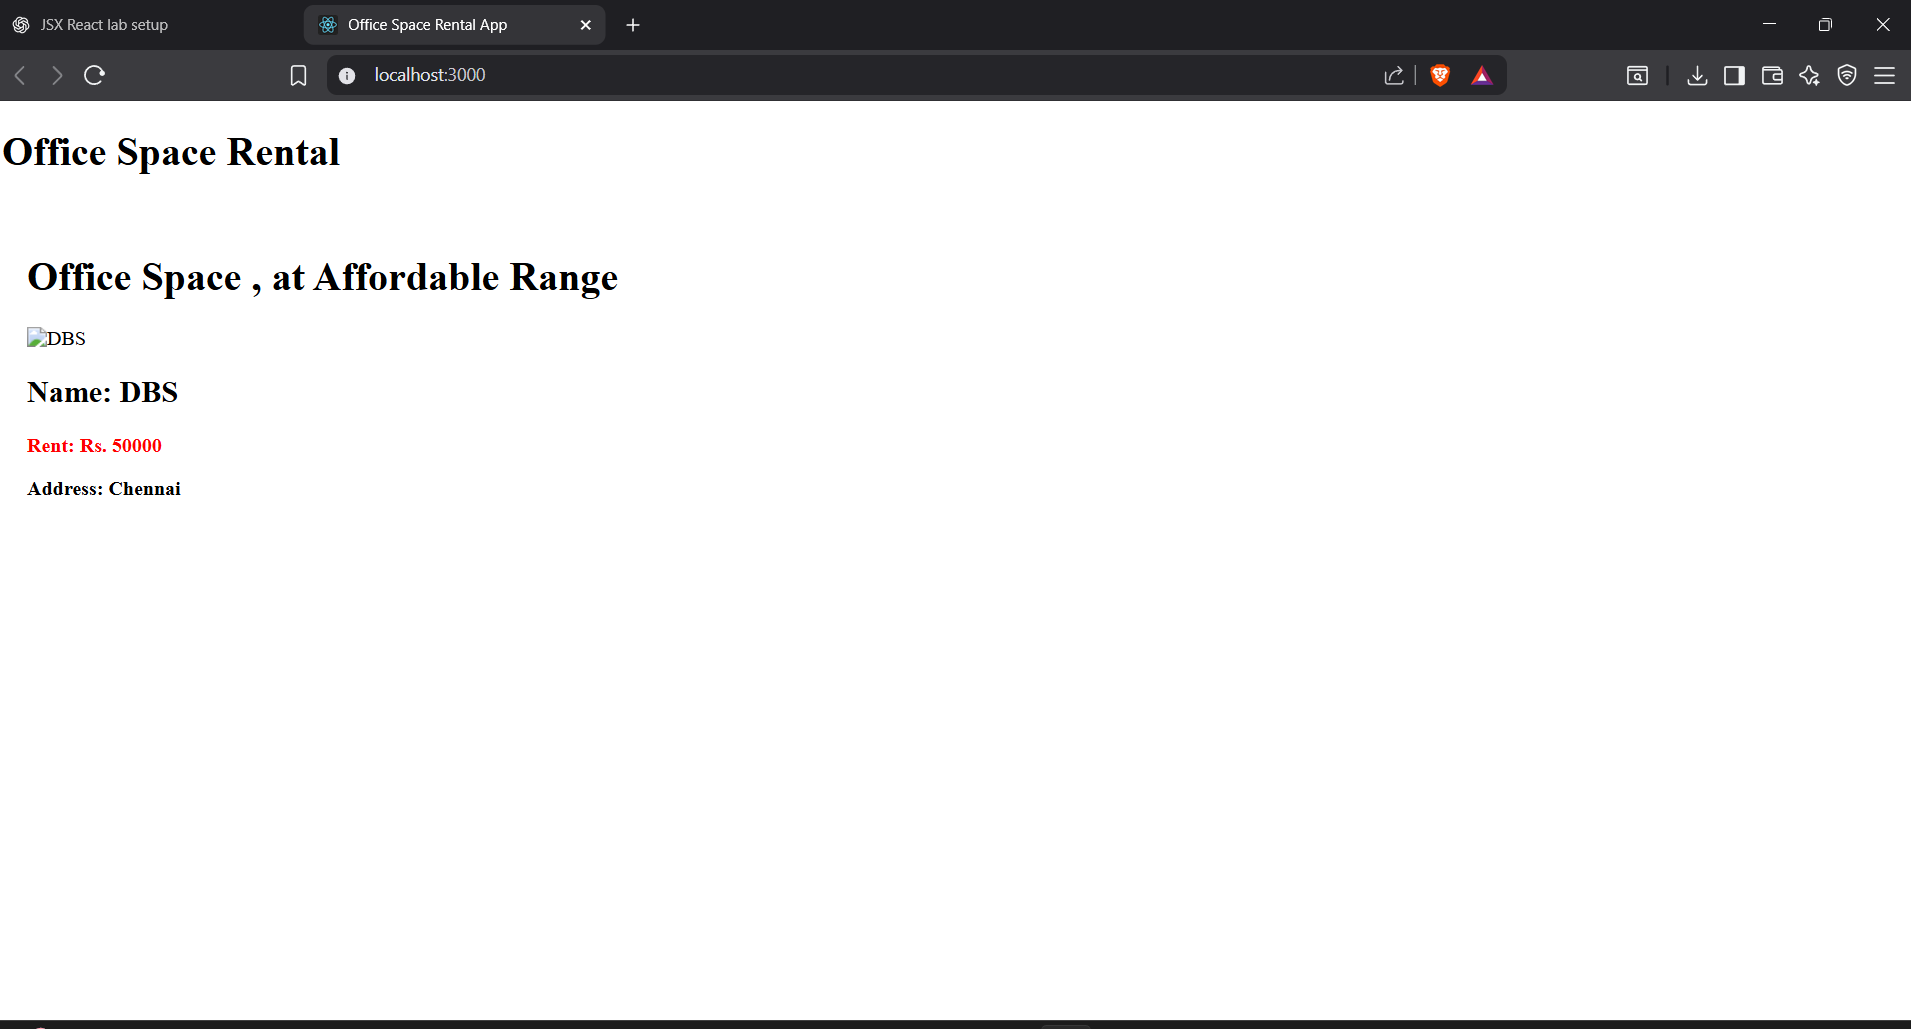 JSX React lab setup
Office Space Rental App
localhost:3000
Office Space Rental
Office Space , at Affordable Range
DBS
Name: DBS
Rent: Rs. 50000
Address: Chennai